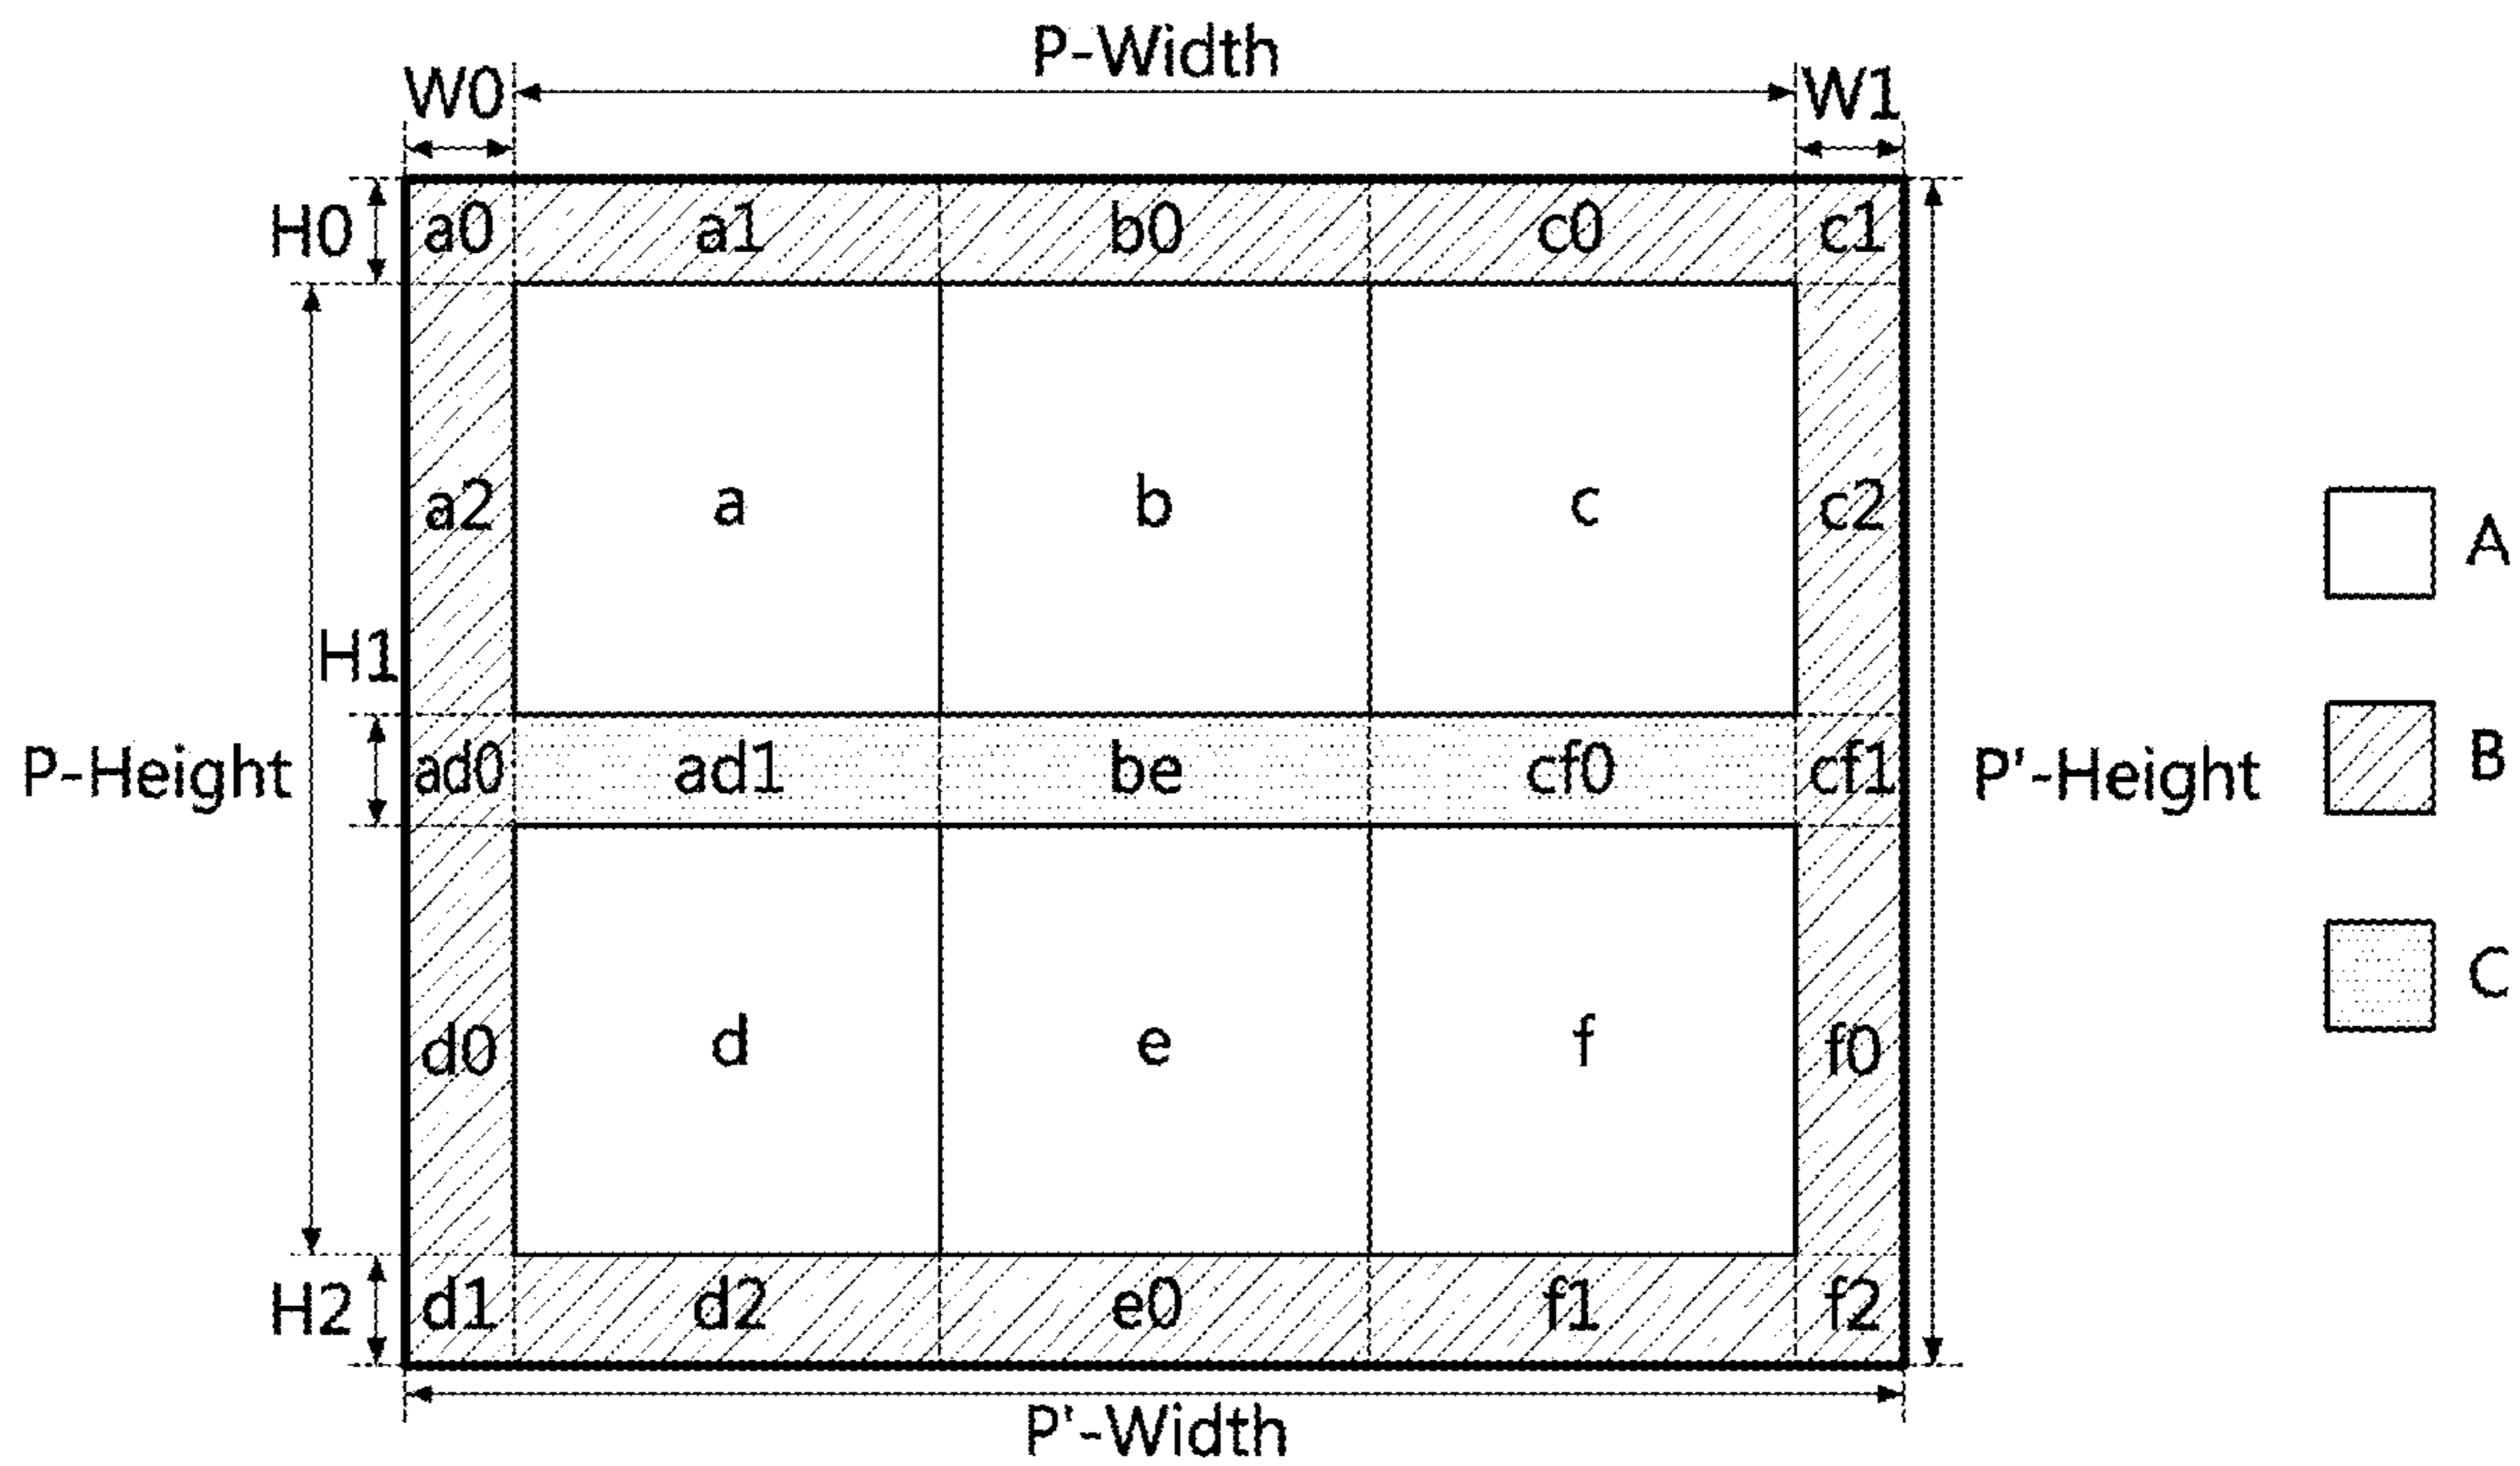 P-Width
W0
W1
H0
a0 a1 b0 c0 c1
a2 a b c c2
A
H1
B
P-Height
ad0 ad1 be cf0 cf1
P'-Height
C
d0 d e f f0
H2
d1 d2 e0 f1 f2
P'-Width